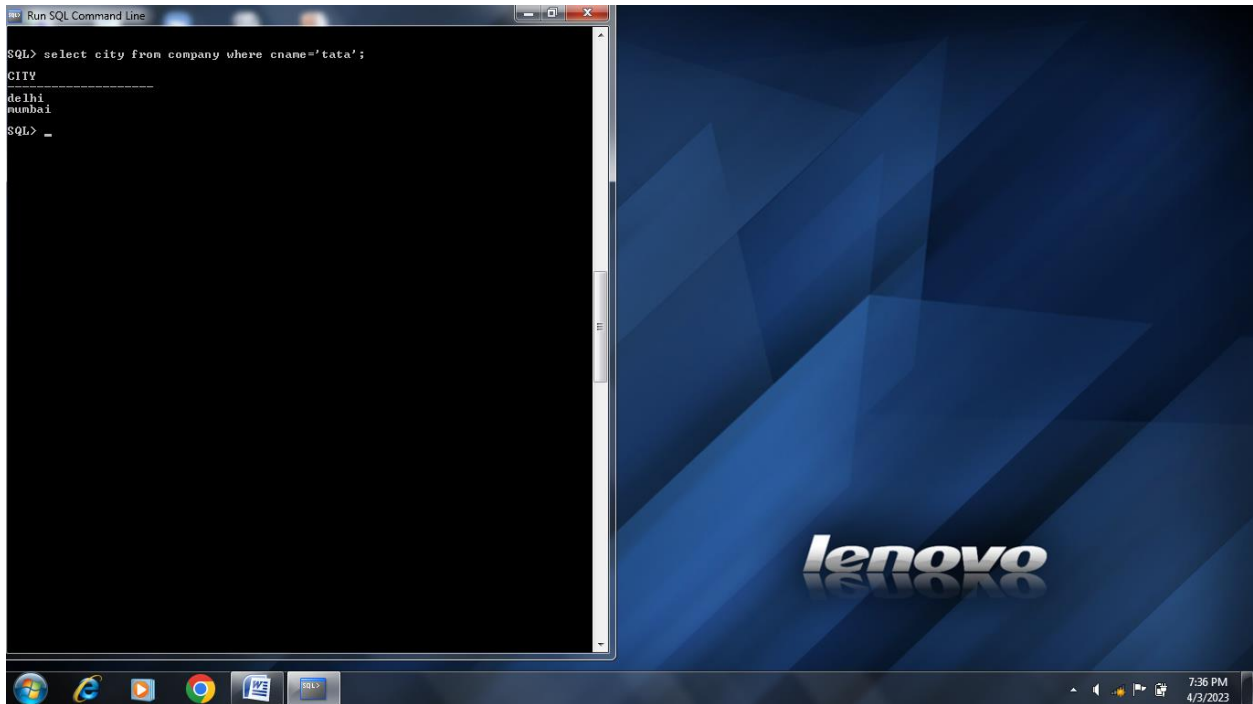 Run SQL Command Line
SQL> select city from company where cname='tata';
CITY
--------------------
delhi
mumbai
SQL> _
lenovo
SQL>
7:36 PM
4/3/2023